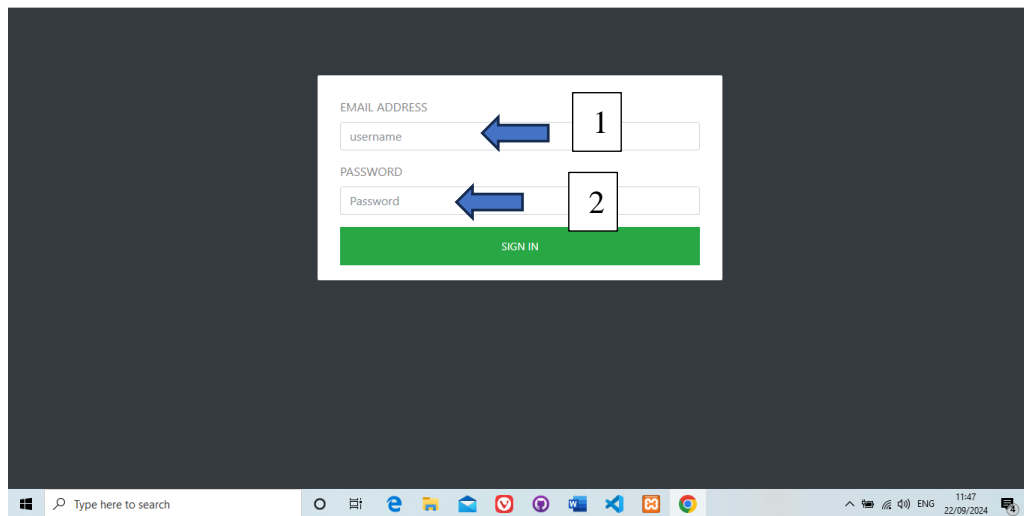 EMAIL ADDRESS
1
username
PASSWORD
Password
2
SIGN IN
Type here to search
ENG
11:47
22/09/2024
4